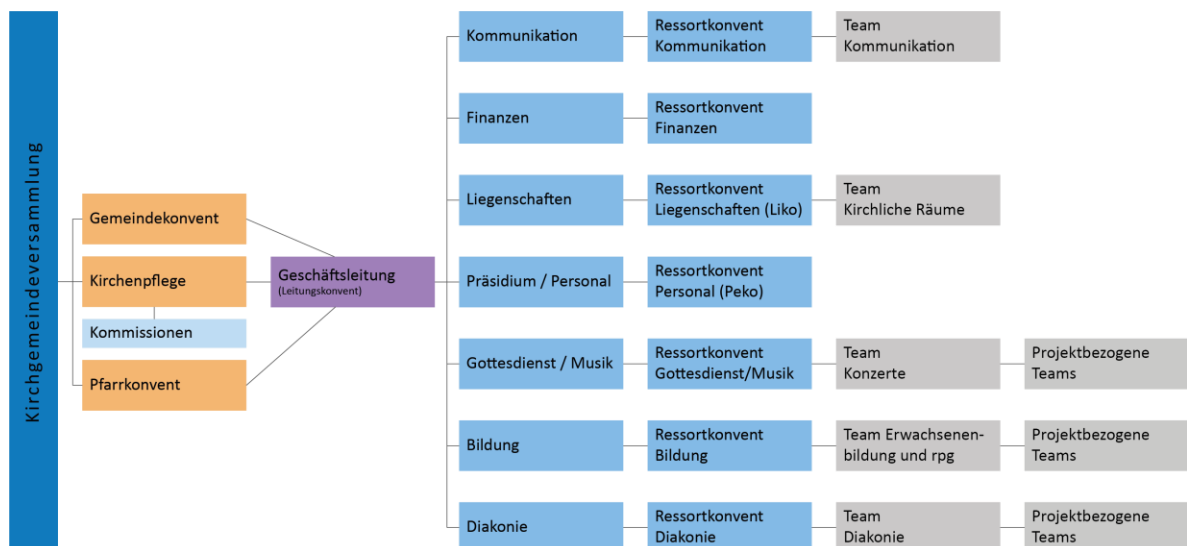 Kirchgemeindeversammlung
Gemeindekonvent
Kirchenpflege
Kommissionen
Pfarrkonvent
Geschäftsleitung
(Leitungskonvent)
Kommunikation
Ressortkonvent
Kommunikation
Team
Kommunikation
Finanzen
Ressortkonvent
Finanzen
Liegenschaften
Ressortkonvent
Liegenschaften (Liko)
Team
Kirchliche Räume
Präsidium / Personal
Ressortkonvent
Personal (Peko)
Gottesdienst / Musik
Ressortkonvent
Gottesdienst/Musik
Team
Konzerte
Projektbezogene
Teams
Bildung
Ressortkonvent
Bildung
Team Erwachsenen-
bildung und rpg
Projektbezogene
Teams
Diakonie
Ressortkonvent
Diakonie
Team
Diakonie
Projektbezogene
Teams